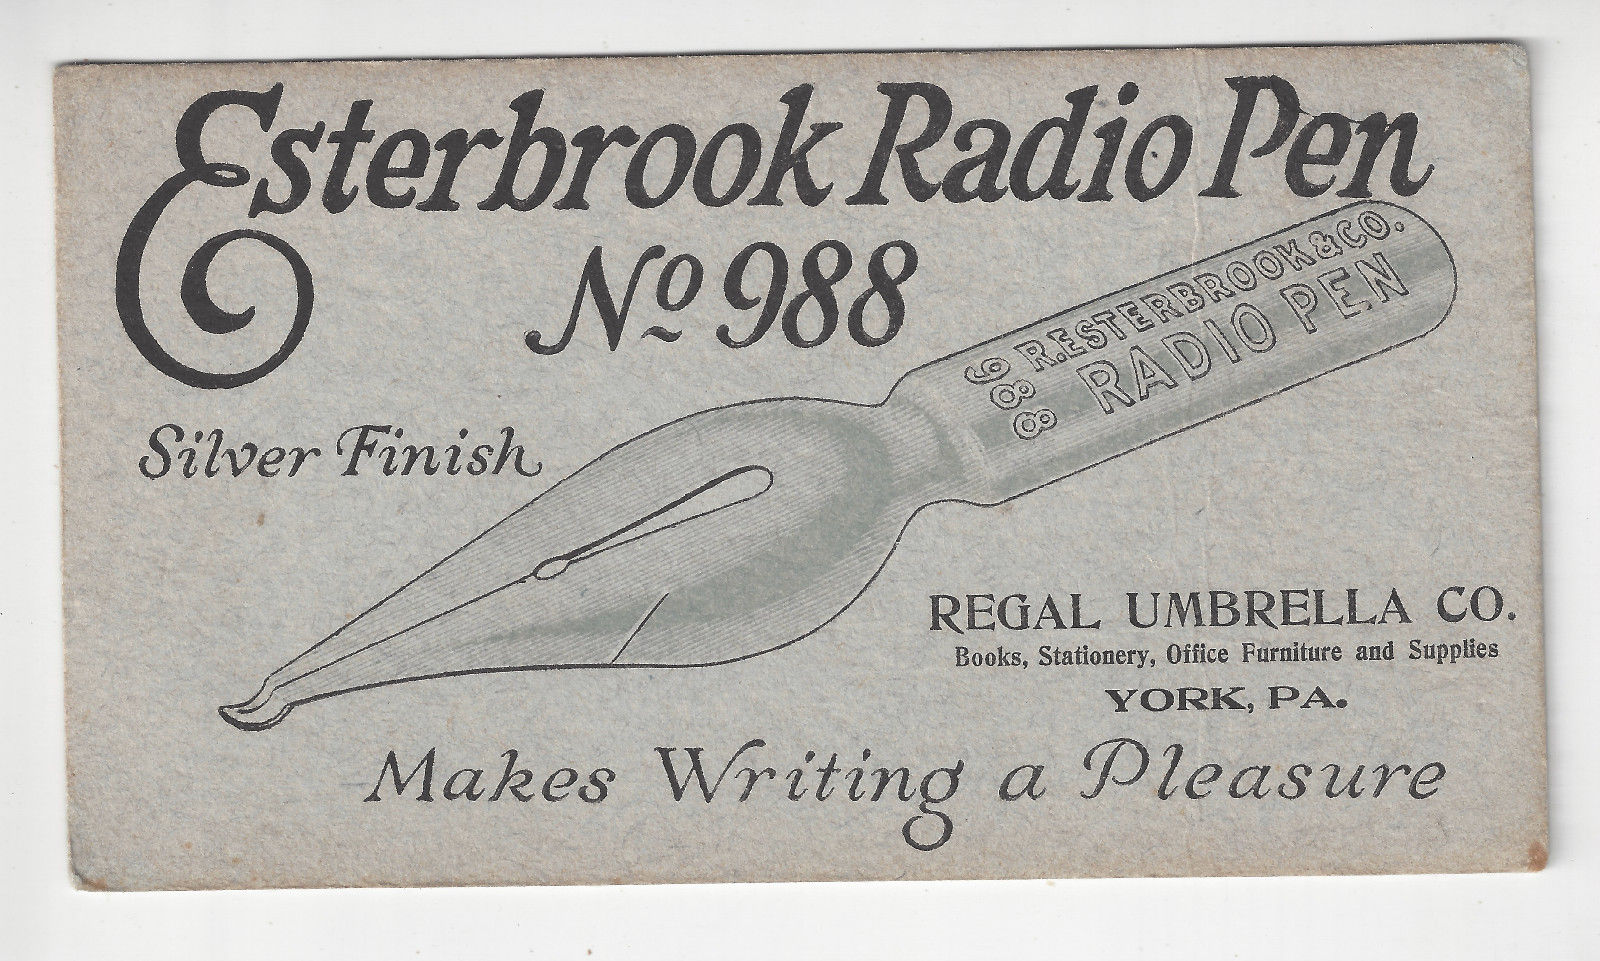 Esterbrook Radio Pen
No 988
R.ESTERBROOK&CO.
988 RADIO PEN
Silver Finish
REGAL UMBRELLA CO.
Books, Stationery, Office Furniture and Supplies
YORK, PA.
Makes Writing a Pleasure